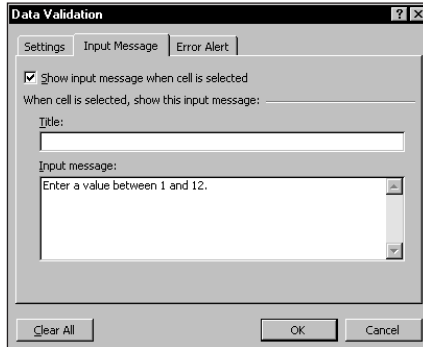 Data Validation
Settings Input Message Error Alert
Show input message when cell is selected
When cell is selected, show this input message:
Title:
Input message:
Enter a value between 1 and 12.
Clear All OK Cancel